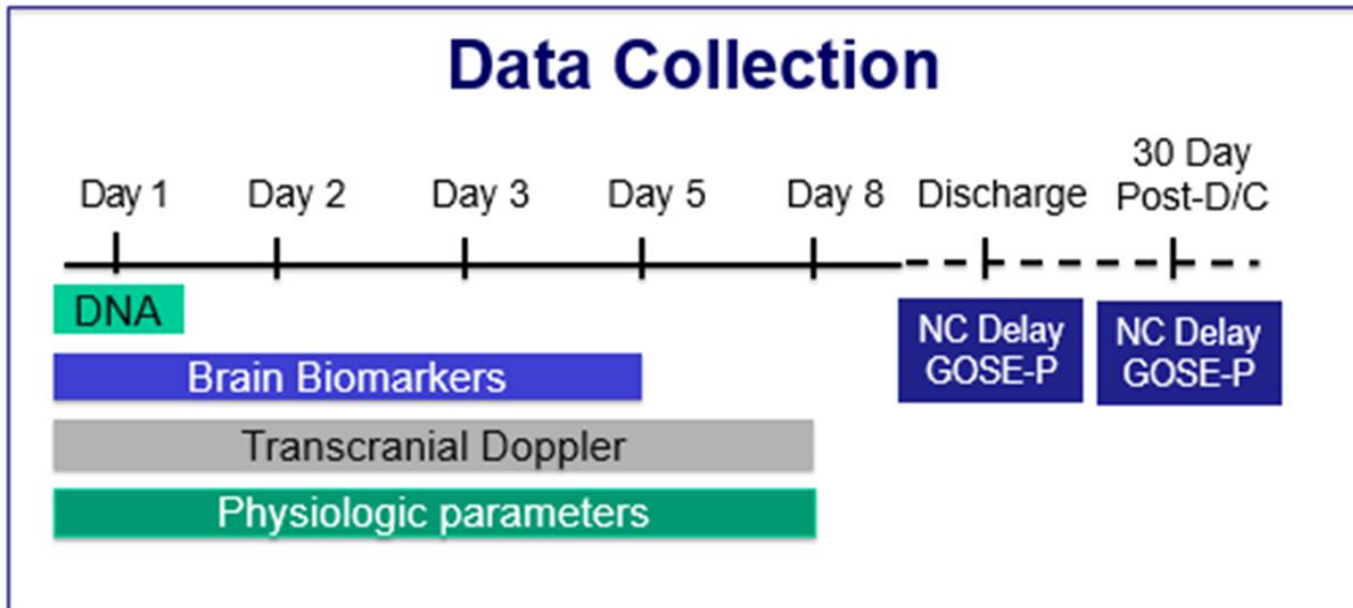 Data Collection
30 Day
Day 1 Day 2 Day 3 Day 5 Day 8 Discharge Post-D/C
DNA
NC Delay
GOSE-P
NC Delay
GOSE-P
Brain Biomarkers
Transcranial Doppler
Physiologic parameters